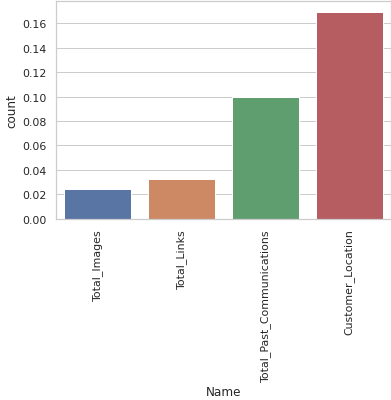 0.16
0.14
0.12
0.10
0.08
0.06
0.04
0.02
0.00
count
Total_Images
Total_Links
Total_Past_Communications
Customer_Location
Name